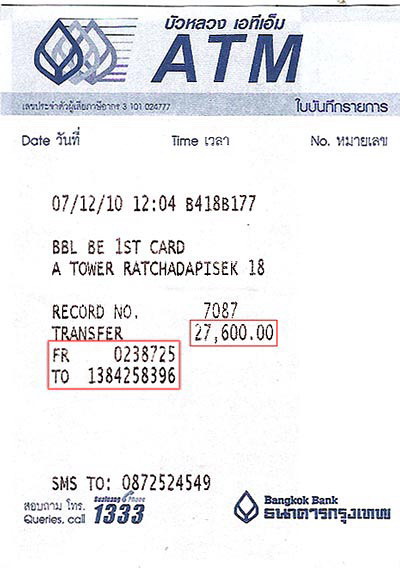 บัวหลวง เอทีเอ็ม
ATM
เลขประจำตัวผู้เสียภาษีอากร 3 101 024777 ใบบันทึกรายการ
Date วันที่ Time เวลา No. หมายเลข
07/12/10 12:04 B418B177
BBL BE 1ST CARD
A TOWER RATCHADAPISEK 18
RECORD NO. 7087
TRANSFER 27,600.00
FR 0238725
TO 1384258396
SMS TO: 0872524549
สอบถาม โทร. Bualuang Phone Bangkok Bank
Queries, call 1333 ธนาคารกรุงเทพ